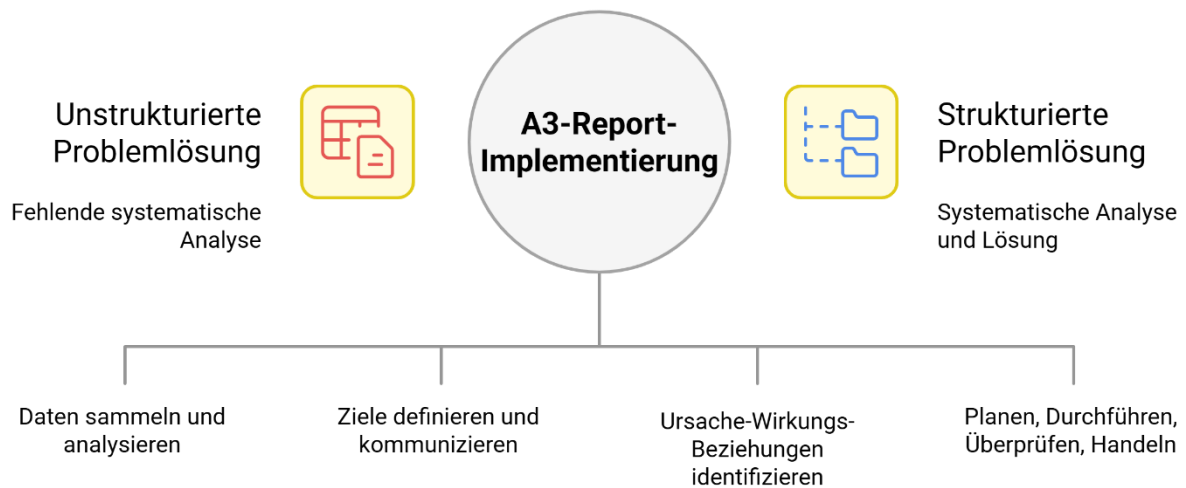 Unstrukturierte
Problemlösung
Fehlende systematische
Analyse
A3-Report-
Implementierung
Strukturierte
Problemlösung
Systematische Analyse
und Lösung
Daten sammeln und
analysieren
Ziele definieren und
kommunizieren
Ursache-Wirkungs-
Beziehungen
identifizieren
Planen, Durchführen,
Überprüfen, Handeln